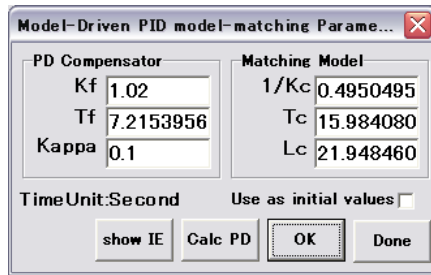 Model-Driven PID model-matching Parame...
PD Compensator
Kf 1.02
Tf 7.2153956
Kappa 0.1
Matching Model
1/Kc 0.4950495
Tc 15.984080
Lc 21.948460
TimeUnit:Second
Use as initial values
show IE
Calc PD
OK
Done